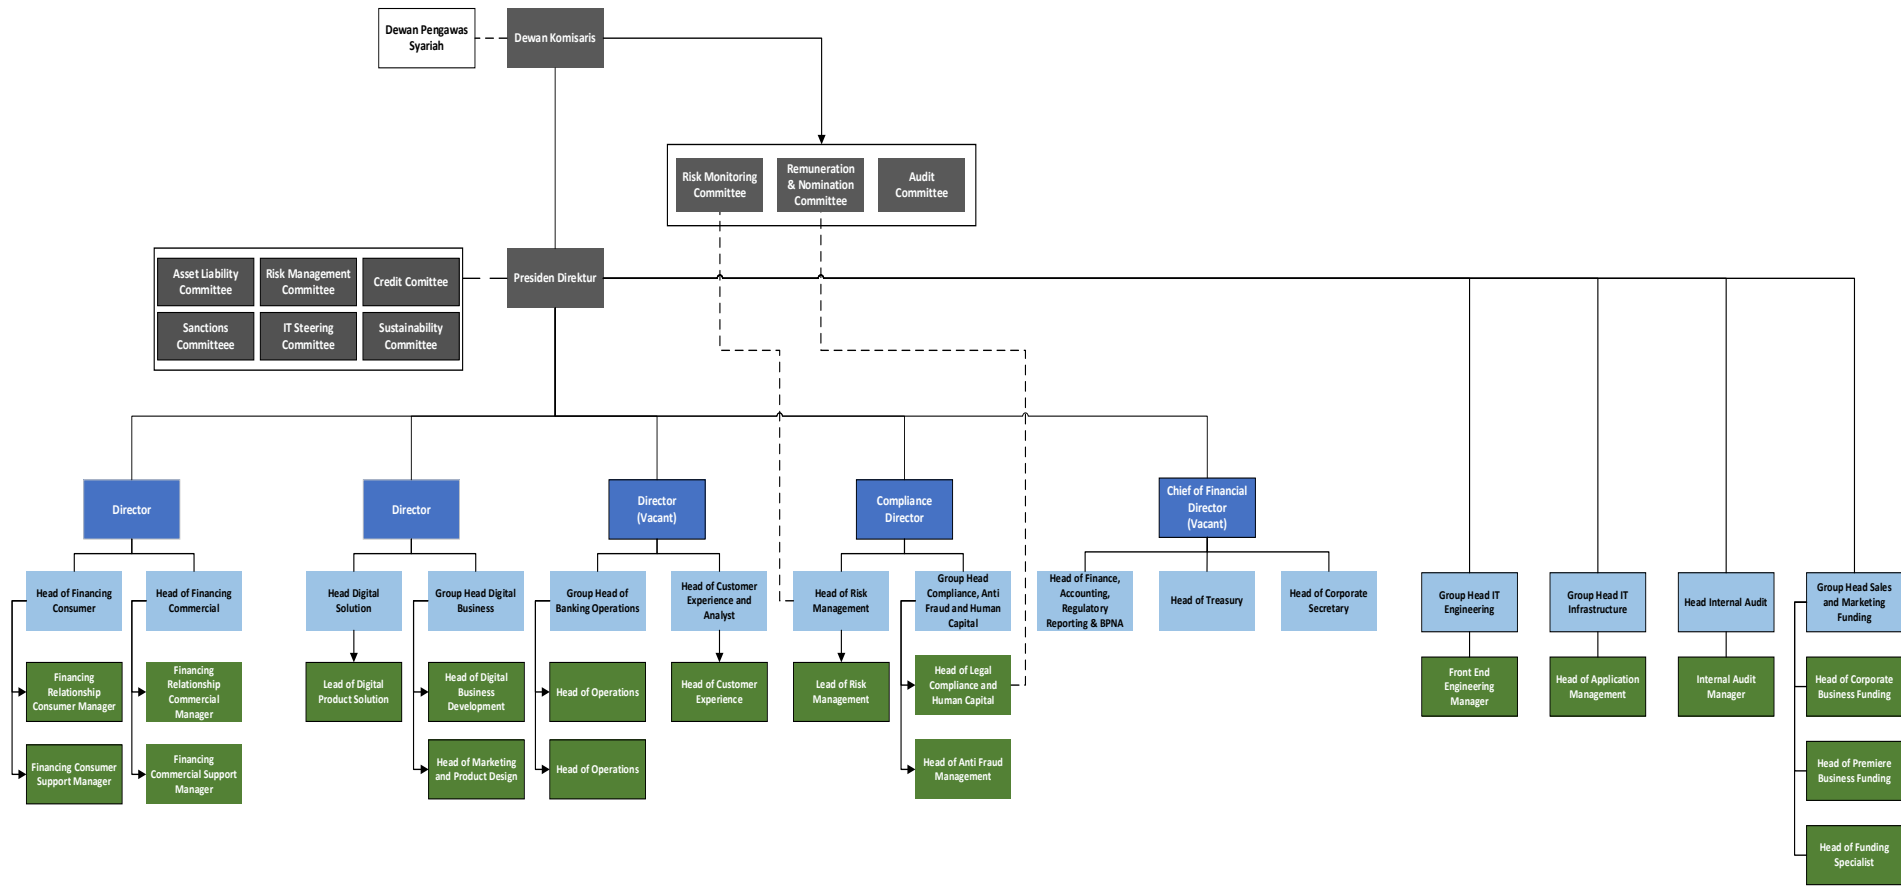 Dewan Pengawas
Syariah
Dewan Komisaris
Risk Monitoring
Committee
Remuneration
& Nomination
Committee
Audit
Committee
Asset Liability
Committee
Risk Management
Committee
Credit Comittee
Presiden Direktur
Sanctions
Committeee
IT Steering
Committee
Sustainability
Committee
Director
Director
Director
(Vacant)
Compliance
Director
Chief of Financial
Director
(Vacant)
Head of Financing
Consumer
Head of Financing
Commercial
Head Digital
Solution
Group Head Digital
Business
Group Head of
Banking Operations
Head of Customer
Experience and
Analyst
Head of Risk
Management
Group Head
Compliance, Anti
Fraud and Human
Capital
Head of Finance,
Accounting,
Regulatory
Reporting & BPNA
Head of Treasury
Head of Corporate
Secretary
Group Head IT
Engineering
Group Head IT
Infrastructure
Head Internal Audit
Group Head Sales
and Marketing
Funding
Financing
Relationship
Consumer Manager
Financing
Relationship
Commercial
Manager
Lead of Digital
Product Solution
Head of Digital
Business
Development
Head of Operations
Head of Customer
Experience
Lead of Risk
Management
Head of Legal
Compliance and
Human Capital
Front End
Engineering
Manager
Head of Application
Management
Internal Audit
Manager
Head of Corporate
Business Funding
Financing Consumer
Support Manager
Financing
Commercial Support
Manager
Head of Marketing
and Product Design
Head of Operations
Head of Anti Fraud
Management
Head of Premiere
Business Funding
Head of Funding
Specialist